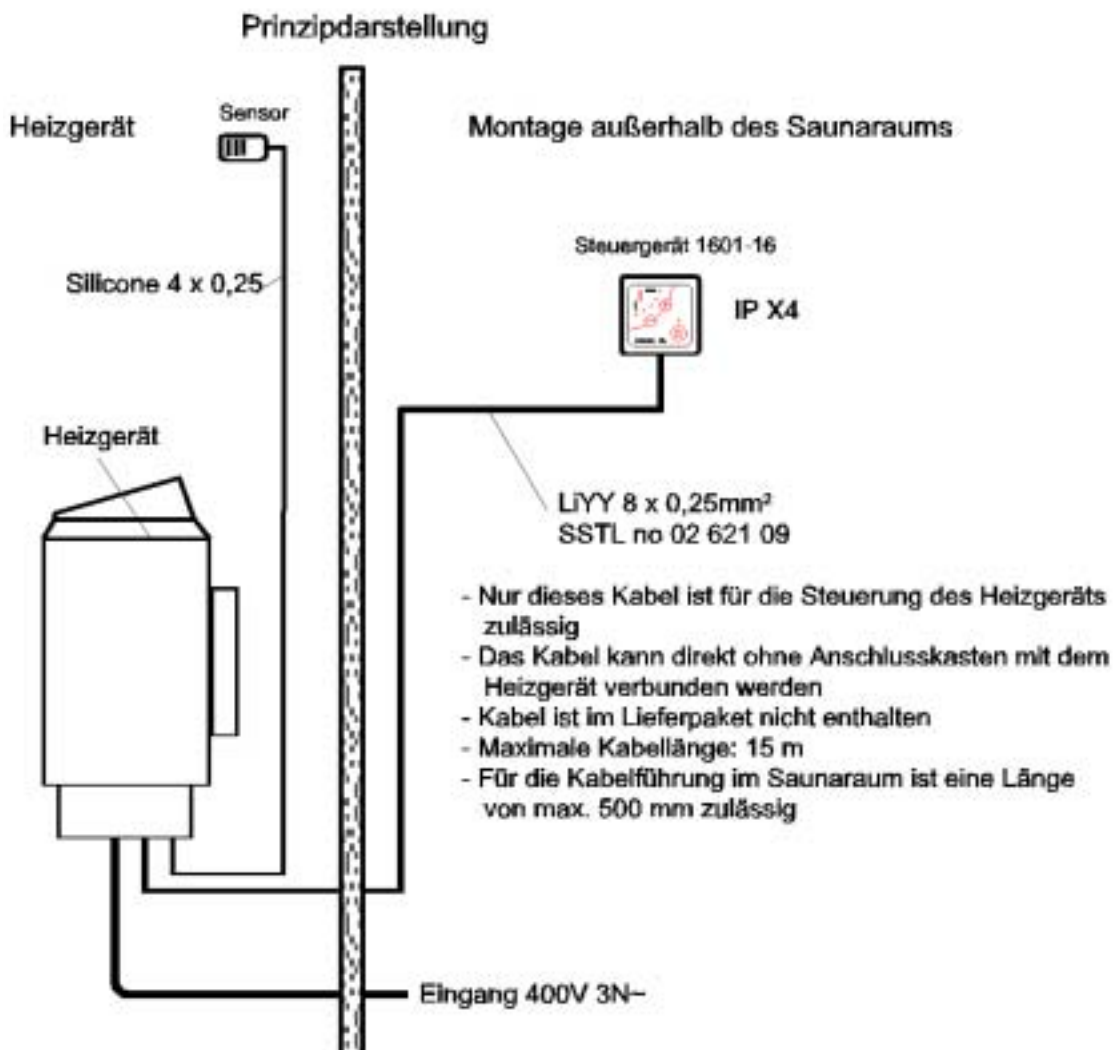 Prinzipdarstellung
Heizgerät
Sensor
Montage außerhalb des Saunaraums
Steuergerät 1601-16
Sillicone 4 x 0,25
IP X4
Heizgerät
LiYY 8 x 0,25mm²
SSTL no 02 621 09
- Nur dieses Kabel ist für die Steuerung des Heizgeräts
zulässig
- Das Kabel kann direkt ohne Anschlusskasten mit dem
Heizgerät verbunden werden
- Kabel ist im Lieferpaket nicht enthalten
- Maximale Kabellänge: 15 m
- Für die Kabelführung im Saunaraum ist eine Länge
von max. 500 mm zulässig
Eingang 400V 3N~